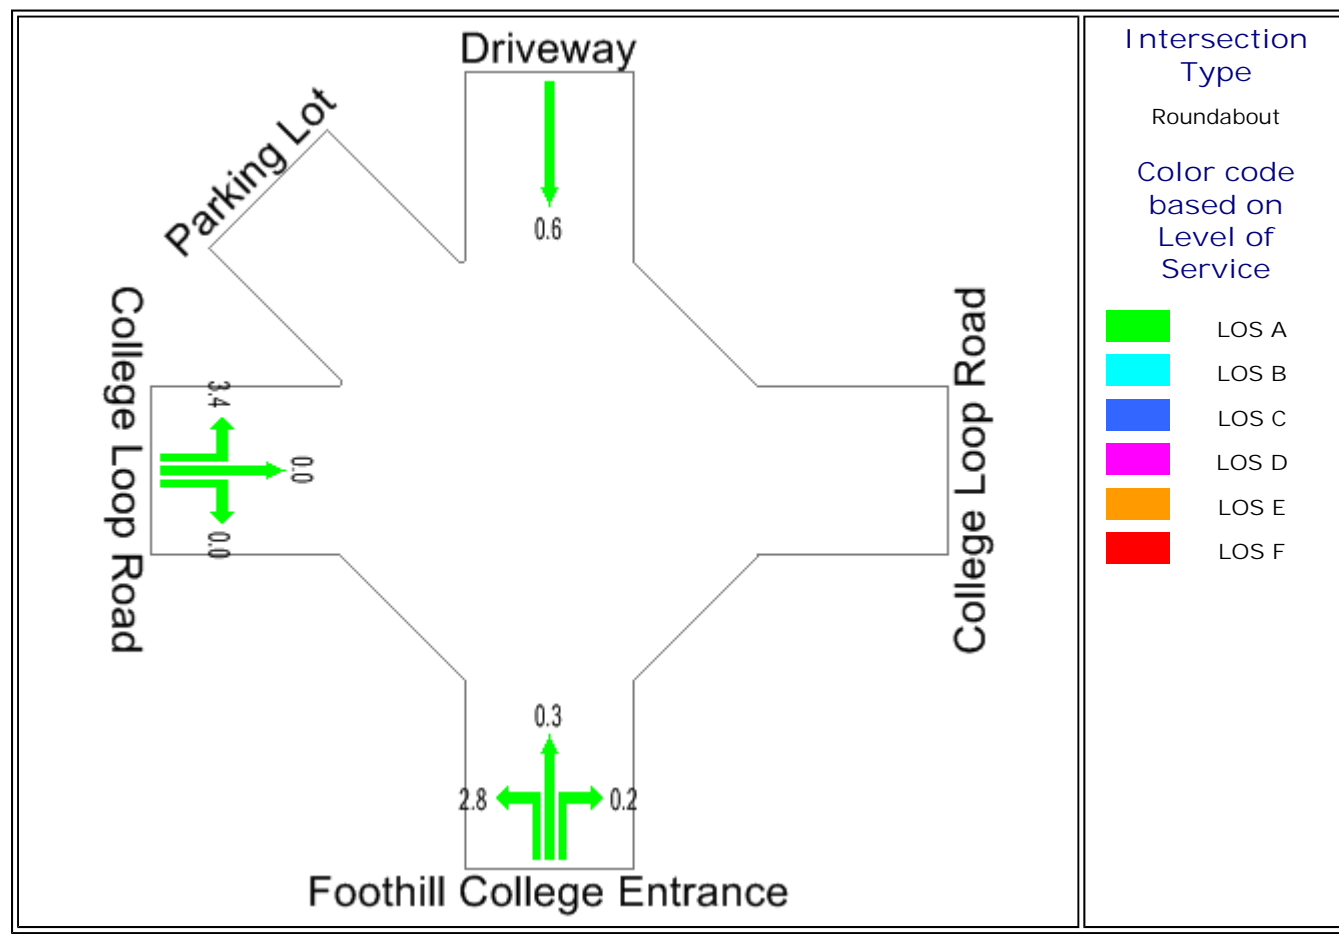 Driveway
Parking Lot
0.6
College Loop Road
3.4
0.0
0.0
College Loop Road
0.3
2.8
0.2
Foothill College Entrance
Intersection
Type
Roundabout
Color code
based on
Level of
Service
LOS A
LOS B
LOS C
LOS D
LOS E
LOS F